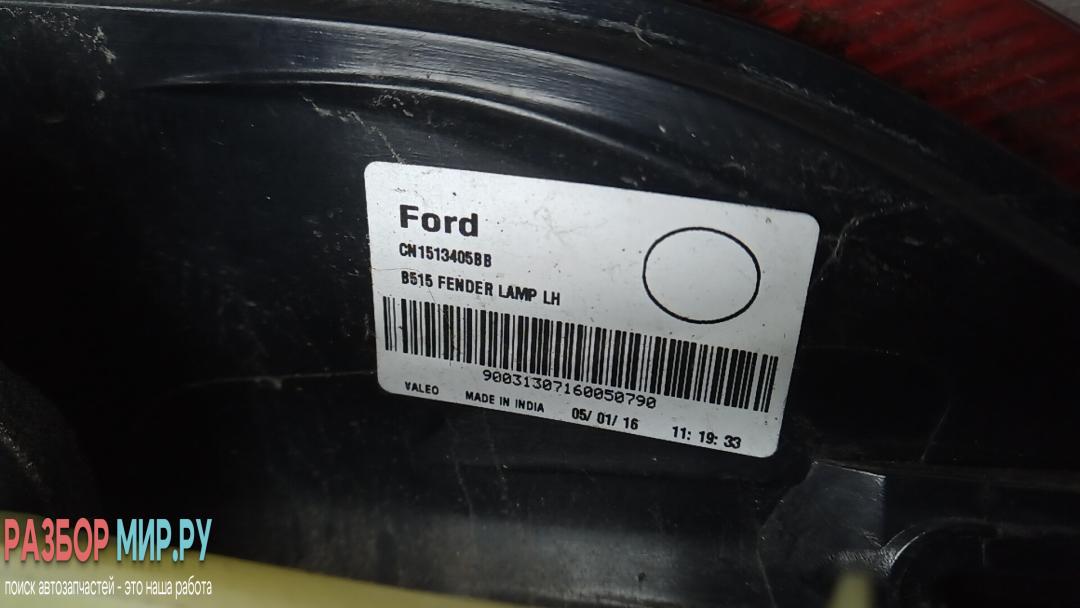 Ford
CN1513405BB
B515 FENDER LAMP LH
90031307160050790
VALEO MADE IN INDIA 05/ 01/ 16 11: 19: 33
РАЗБОР МИР.РУ
поиск автозапчастей - это наша работа